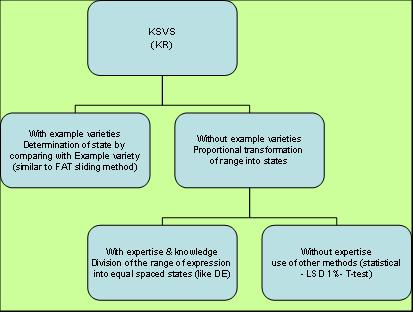 KSVS
(KR)
With example varieties
Determination of state by
comparing with Example variety
(similar to FAT sliding method)
Without example varieties
Proportional transformation
of range into states
With expertise & knowledge
Division of the range of expression
into equal spaced states (like DE)
Without expertise
use of other methods (statistical
- LSD 1%- T-test)